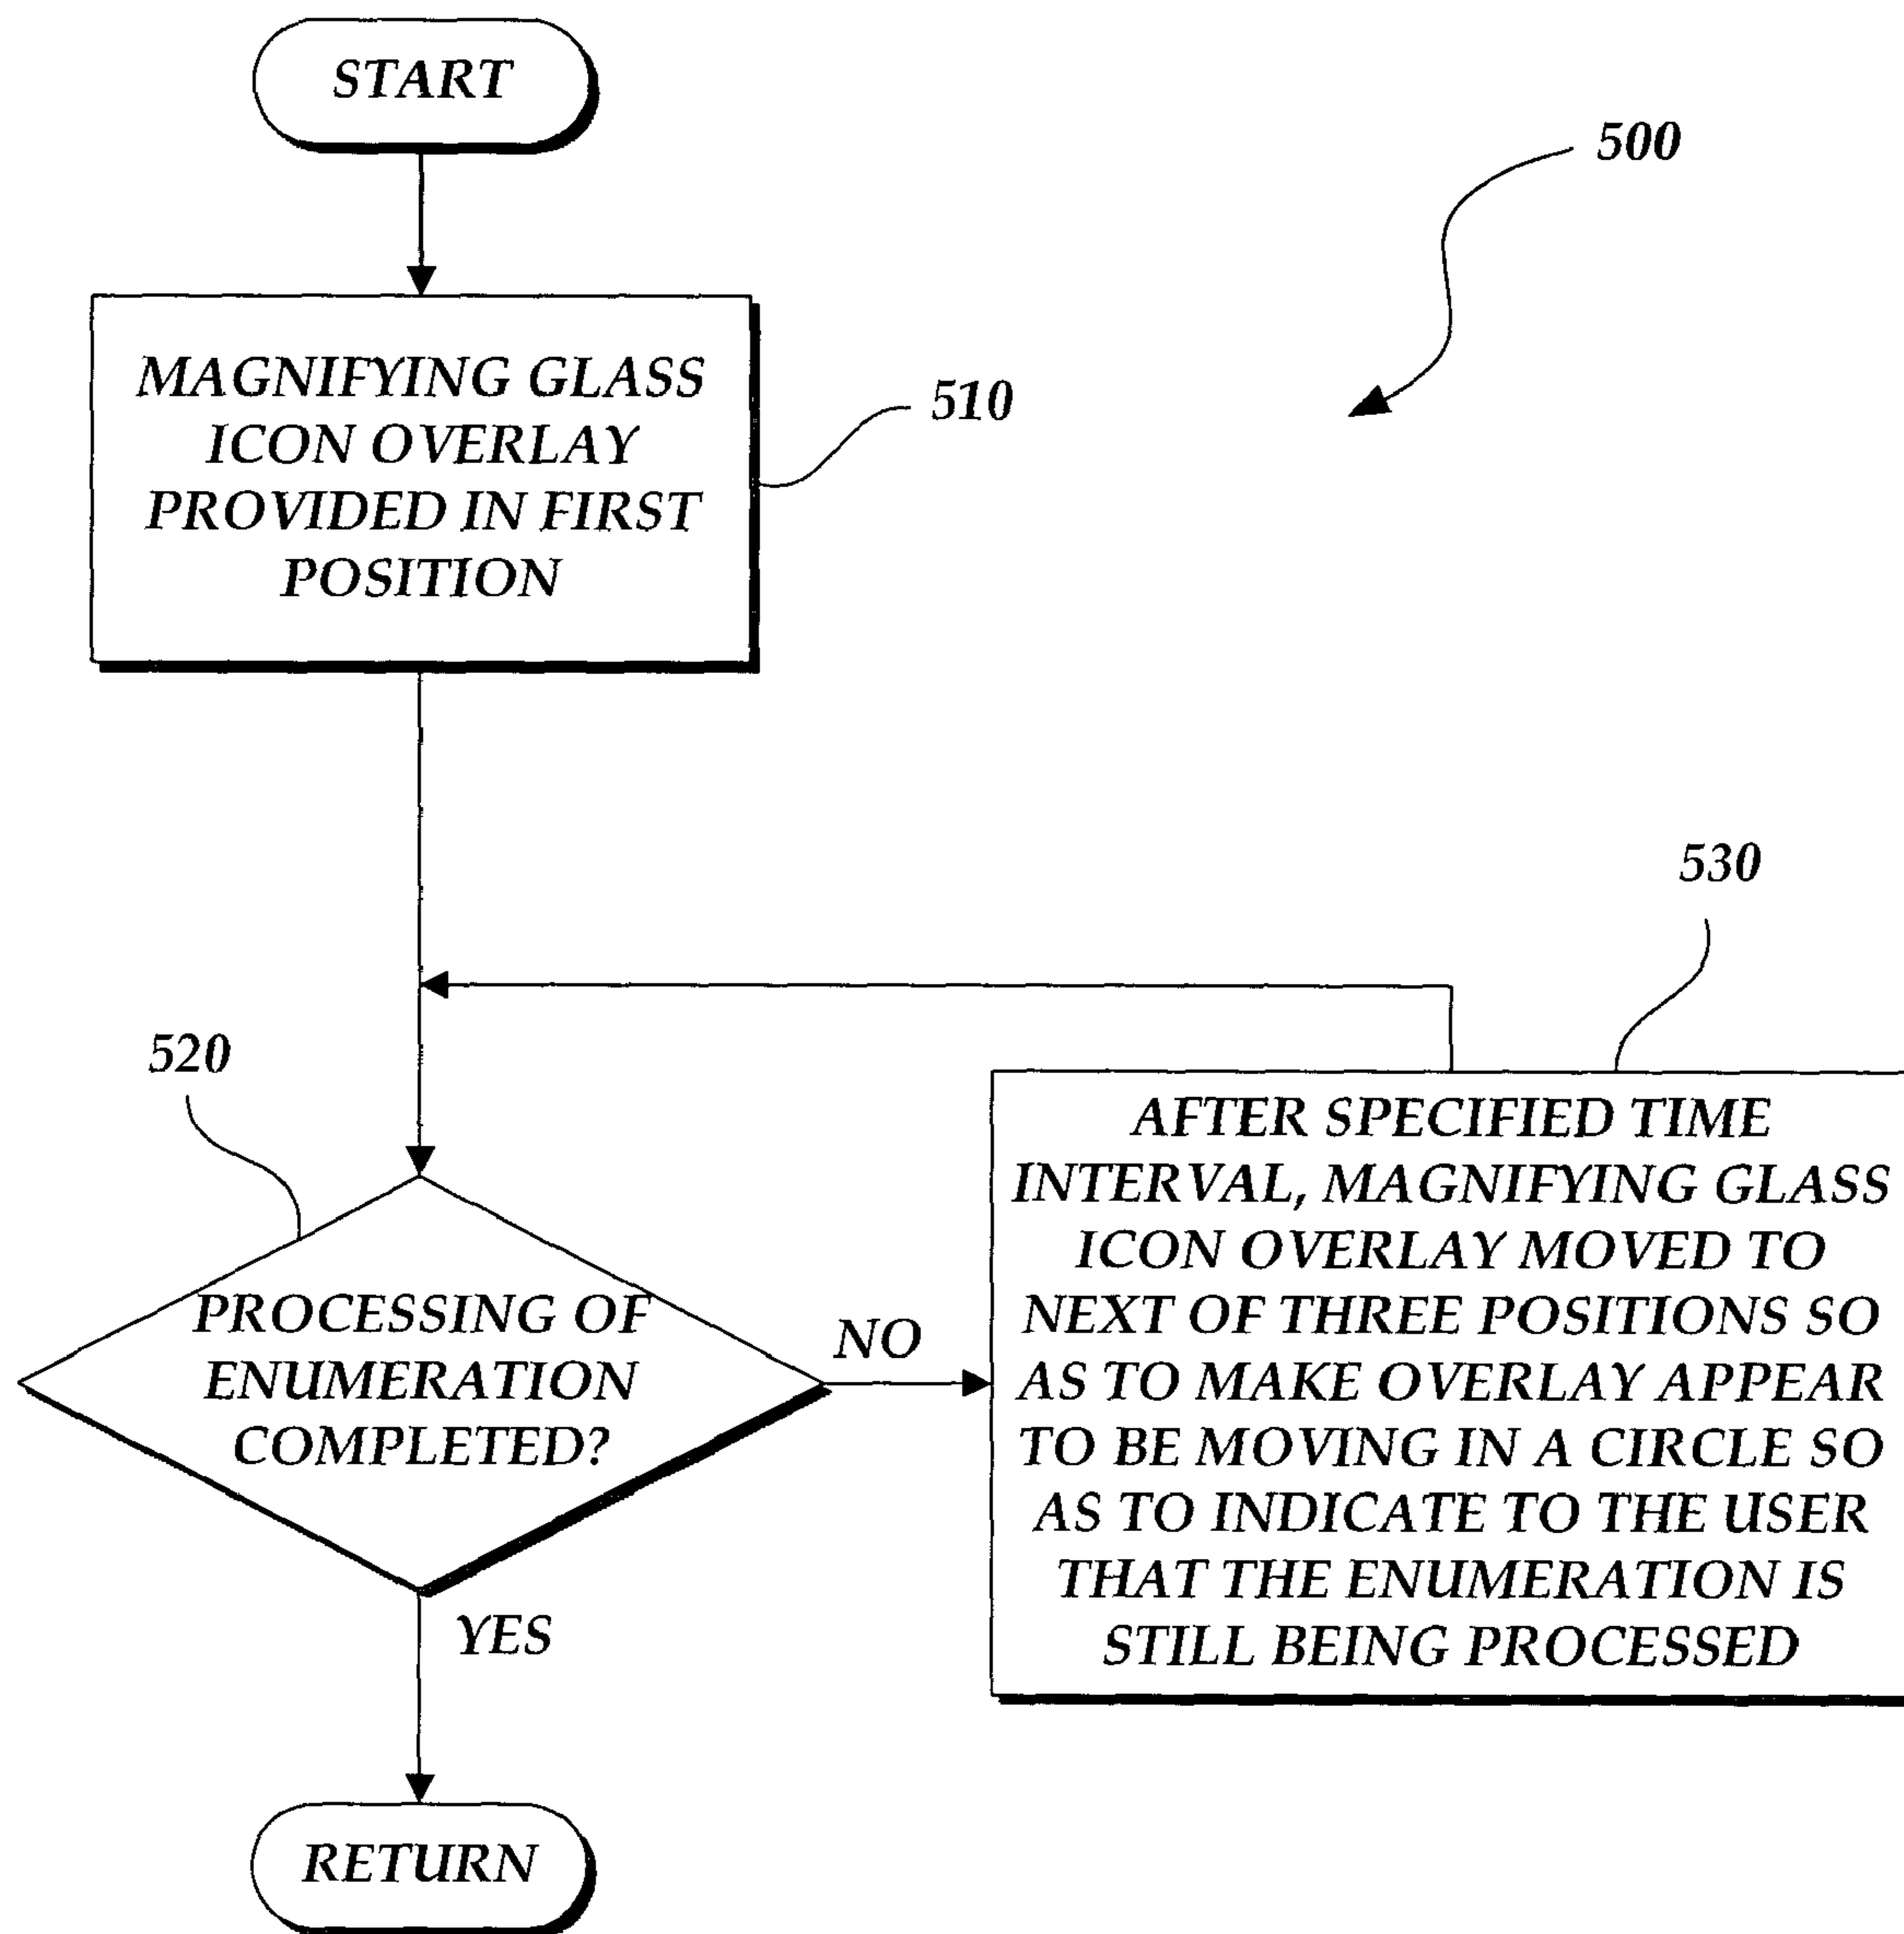 START
500
MAGNIFYING GLASS
ICON OVERLAY
PROVIDED IN FIRST
POSITION
510
530
520
PROCESSING OF
ENUMERATION
COMPLETED?
NO
AFTER SPECIFIED TIME
INTERVAL, MAGNIFYING GLASS
ICON OVERLAY MOVED TO
NEXT OF THREE POSITIONS SO
AS TO MAKE OVERLAY APPEAR
TO BE MOVING IN A CIRCLE SO
AS TO INDICATE TO THE USER
THAT THE ENUMERATION IS
STILL BEING PROCESSED
YES
RETURN